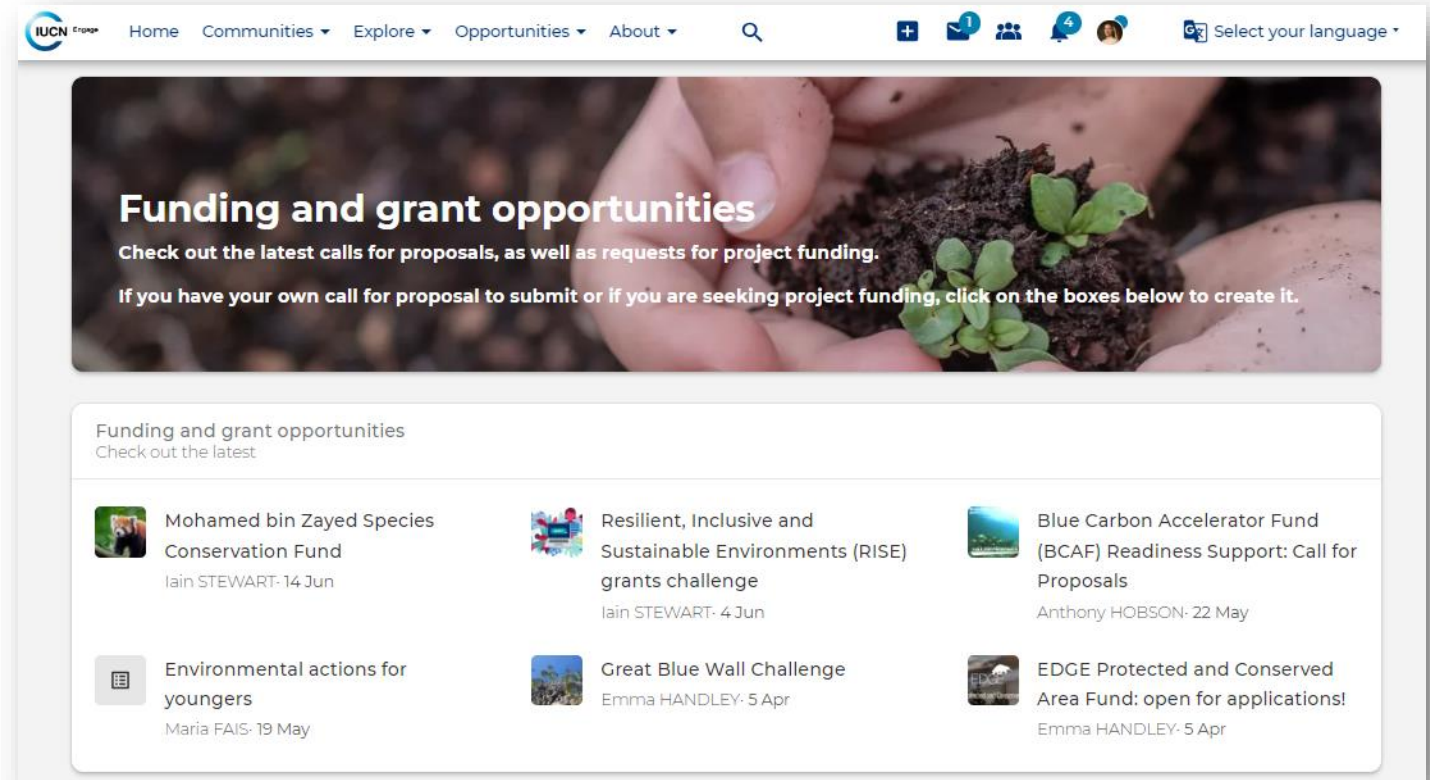 IUCN Engage Home Communities Explore Opportunities About 1 4 Select your language
Funding and grant opportunities
Check out the latest calls for proposals, as well as requests for project funding.
If you have your own call for proposal to submit or if you are seeking project funding, click on the boxes below to create it.
Funding and grant opportunities
Check out the latest
Mohamed bin Zayed Species
Conservation Fund
Iain STEWART· 14 Jun
Resilient, Inclusive and
Sustainable Environments (RISE)
grants challenge
Iain STEWART· 4 Jun
Blue Carbon Accelerator Fund
(BCAF) Readiness Support: Call for
Proposals
Anthony HOBSON· 22 May
Environmental actions for
youngers
Maria FAIS· 19 May
Great Blue Wall Challenge
Emma HANDLEY· 5 Apr
EDGE
EDGE Protected and Conserved
Area Fund: open for applications!
Emma HANDLEY· 5 Apr